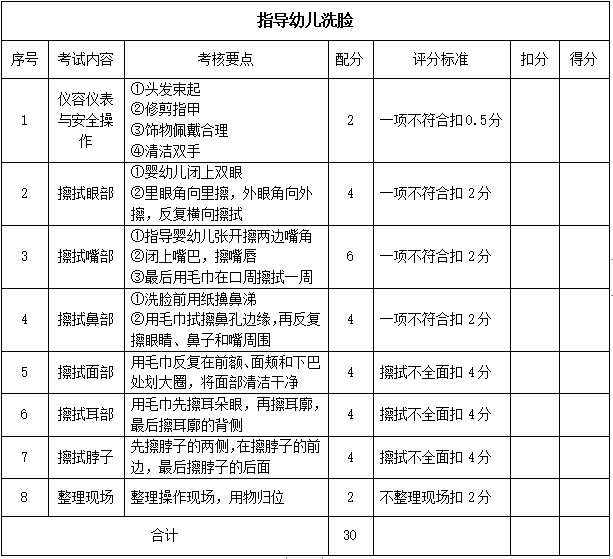 指导幼儿洗脸
序号 考试内容 考核要点 配分 评分标准 扣分 得分
1 仪容仪表与安全操作 ①头发束起 2 一项不符合扣0.5分
②修剪指甲
③饰物佩戴合理
④清洁双手
2 擦拭眼部 ①婴幼儿闭上双眼 4 一项不符合扣2分
②里眼角向里擦，外眼角向外
擦，反复横向擦拭
3 擦拭嘴部 ①指导婴幼儿张开擦两边嘴角 6 一项不符合扣2分
②闭上嘴巴，擦嘴唇
③最后用毛巾在口周擦拭一周
4 擦拭鼻部 ①洗脸前用纸擤鼻涕 4 一项不符合扣2分
②用毛巾拭擦鼻孔边缘,再反复
擦眼睛、鼻子和嘴周围
5 擦拭面部 用毛巾反复在前额、面颊和下巴 4 擦拭不全面扣4分
处划大圈，将面部清洁干净
6 擦拭耳部 用毛巾先擦耳朵眼，再擦耳廓， 4 擦拭不全面扣4分
最后擦耳廓的背侧
7 擦拭脖子 先擦脖子的两侧,在擦脖子的前 4 擦拭不全面扣4分
边，最后擦脖子的后面
8 整理现场 整理操作现场，用物归位 2 不整理现场扣2分
合计 30